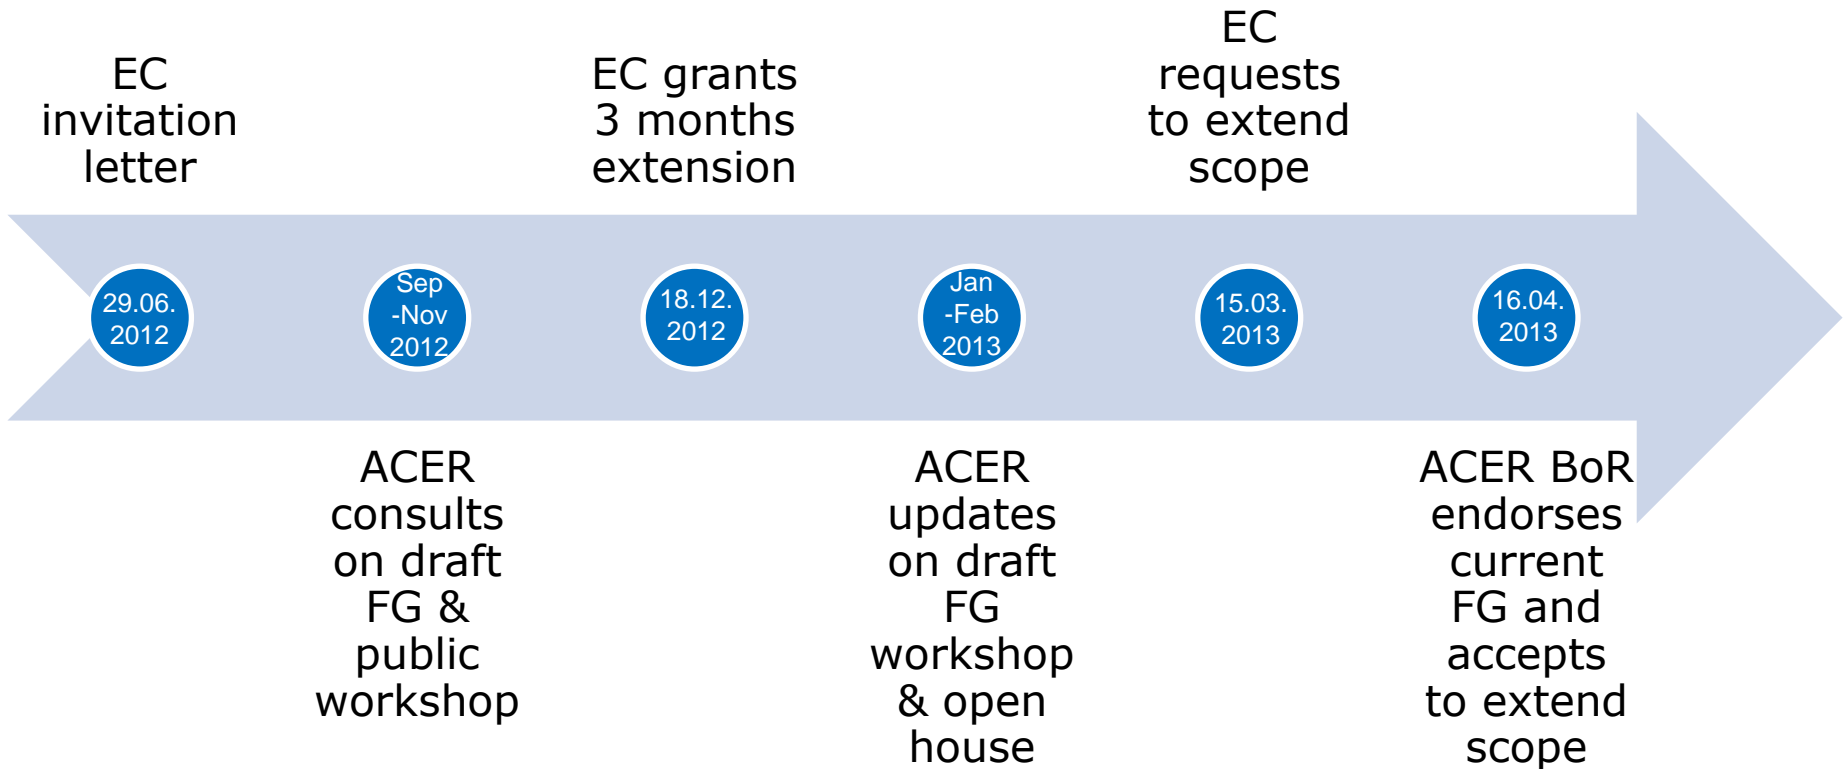 EC
invitation
letter
EC grants
3 months
extension
EC
requests
to extend
scope
29.06.
2012
Sep
-Nov
2012
18.12.
2012
Jan
-Feb
2013
15.03.
2013
16.04.
2013
ACER
consults
on draft
FG &
public
workshop
ACER
updates
on draft
FG
workshop
& open
house
ACER BoR
endorses
current
FG and
accepts
to extend
scope